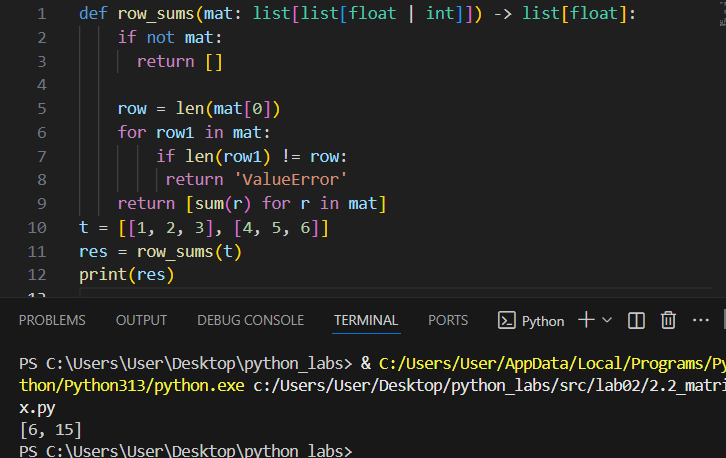 1 def row_sums(mat: list[list[float | int]]) -> list[float]:
2 if not mat:
3 return []
4
5 row = len(mat[0])
6 for row1 in mat:
7 if len(row1) != row:
8 return 'ValueError'
9 return [sum(r) for r in mat]
10 t = [[1, 2, 3], [4, 5, 6]]
11 res = row_sums(t)
12 print(res)
13
PROBLEMS OUTPUT DEBUG CONSOLE TERMINAL PORTS Python
PS C:\Users\User\Desktop\python_labs> & C:/Users/User/AppData/Local/Programs/Py
thon/Python313/python.exe c:/Users/User/Desktop/python_labs/src/lab02/2.2_matri
x.py
[6, 15]
PS C:\Users\User\Desktop\python_labs>